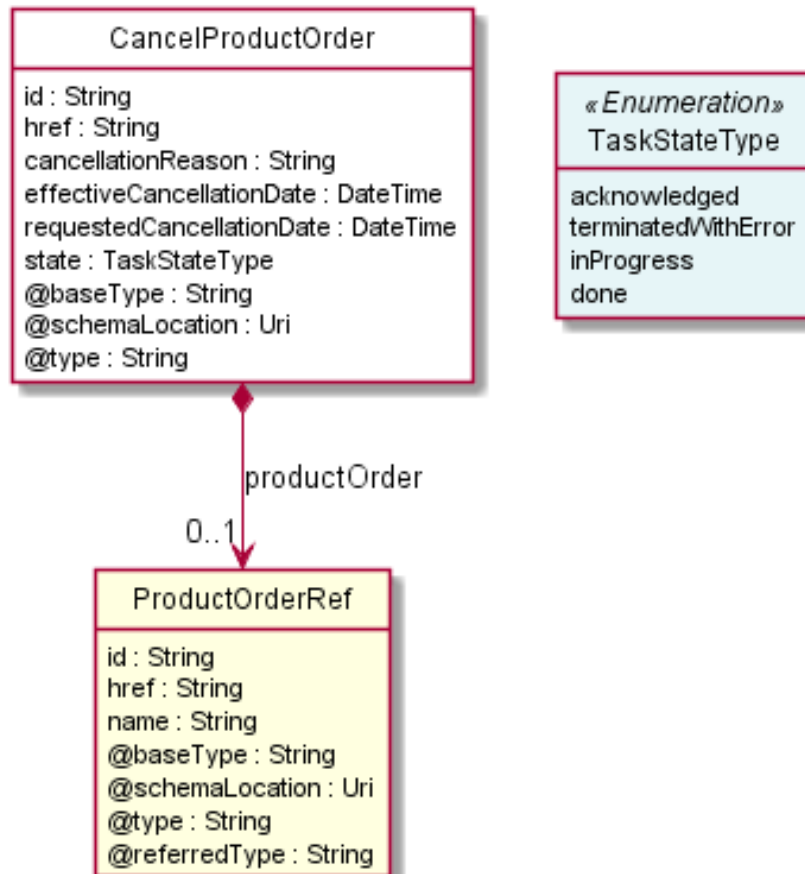 CancelProductOrder
id : String
href : String
cancellationReason : String
effectiveCancellationDate : DateTime
requestedCancellationDate : DateTime
state : TaskStateType
@baseType : String
@schemaLocation : Uri
@type : String
«Enumeration»
TaskStateType
acknowledged
terminatedWithError
inProgress
done
productOrder
0..1
ProductOrderRef
id : String
href : String
name : String
@baseType : String
@schemaLocation : Uri
@type : String
@referredType : String